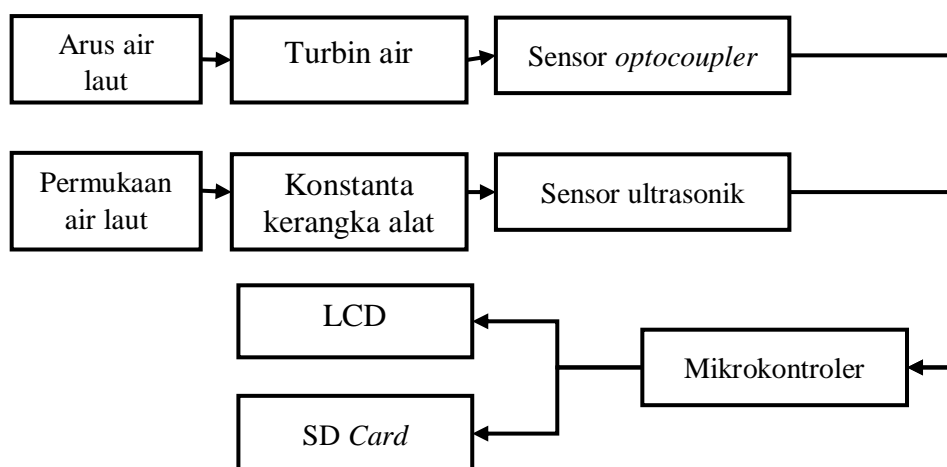 Arus air
laut
Turbin air
Sensor optocoupler
Permukaan
air laut
Konstanta
kerangka alat
Sensor ultrasonik
LCD
Mikrokontroler
SD Card